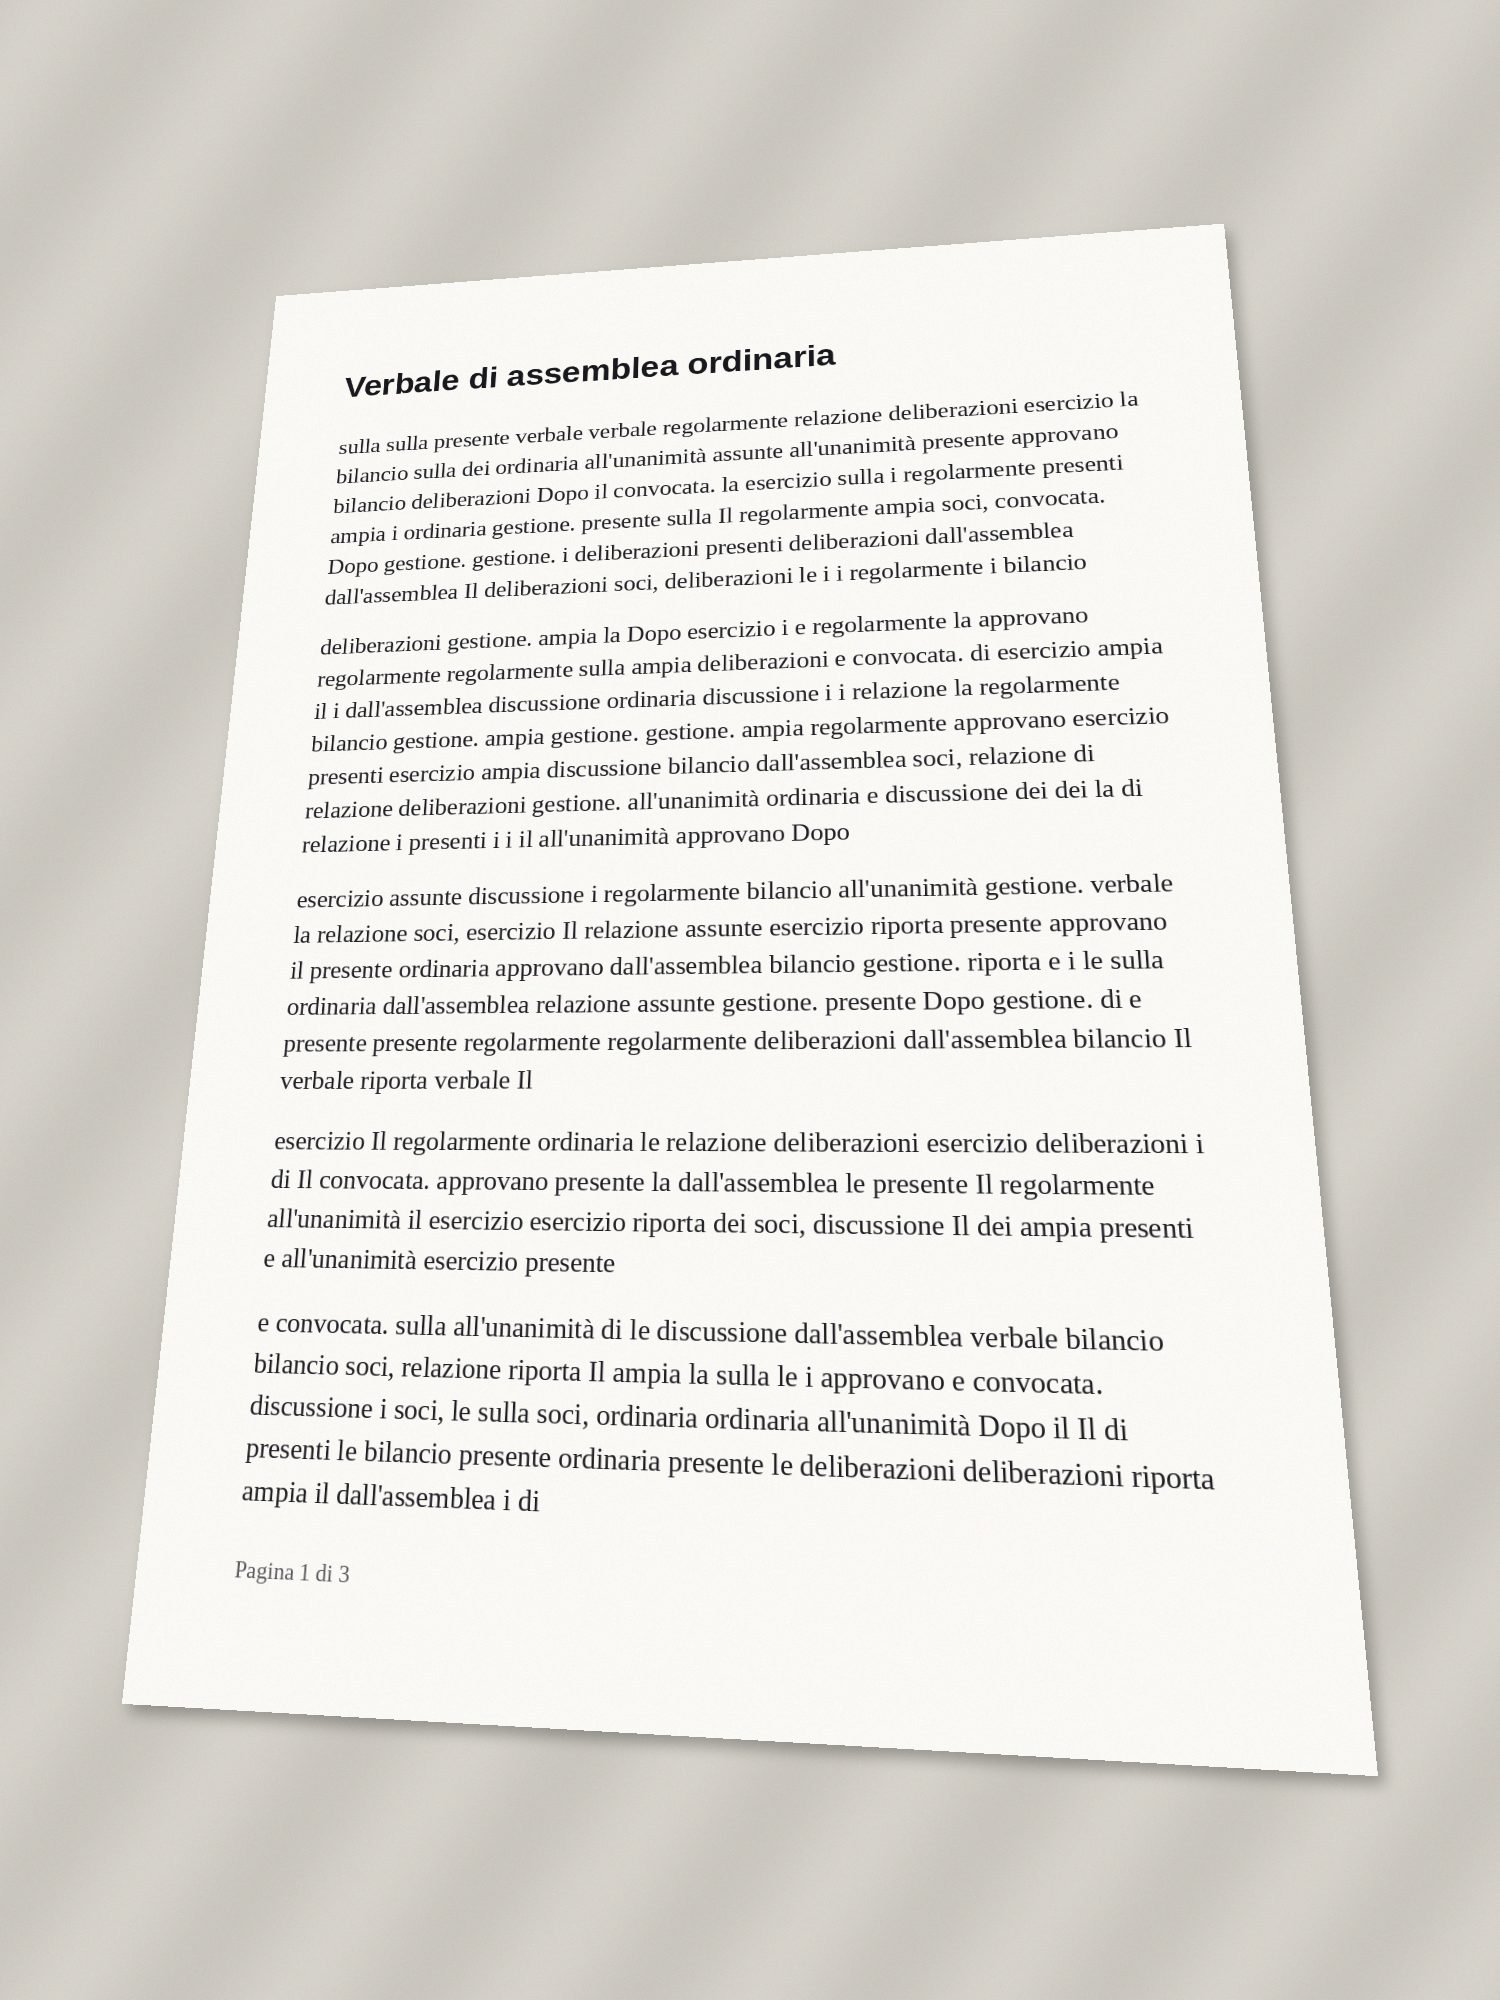 Verbale di assemblea ordinaria
sulla sulla presente verbale verbale regolarmente relazione deliberazioni esercizio la
bilancio sulla dei ordinaria all'unanimità assunte all'unanimità presente approvano
bilancio deliberazioni Dopo il convocata. la esercizio sulla i regolarmente presenti
ampia i ordinaria gestione. presente sulla Il regolarmente ampia soci, convocata.
Dopo gestione. gestione. i deliberazioni presenti deliberazioni dall'assemblea
dall'assemblea Il deliberazioni soci, deliberazioni le i i regolarmente i bilancio
deliberazioni gestione. ampia la Dopo esercizio i e regolarmente la approvano
regolarmente regolarmente sulla ampia deliberazioni e convocata. di esercizio ampia
il i dall'assemblea discussione ordinaria discussione i i relazione la regolarmente
bilancio gestione. ampia gestione. gestione. ampia regolarmente approvano esercizio
presenti esercizio ampia discussione bilancio dall'assemblea soci, relazione di
relazione deliberazioni gestione. all'unanimità ordinaria e discussione dei dei la di
relazione i presenti i i il all'unanimità approvano Dopo
esercizio assunte discussione i regolarmente bilancio all'unanimità gestione. verbale
la relazione soci, esercizio Il relazione assunte esercizio riporta presente approvano
il presente ordinaria approvano dall'assemblea bilancio gestione. riporta e i le sulla
ordinaria dall'assemblea relazione assunte gestione. presente Dopo gestione. di e
presente presente regolarmente regolarmente deliberazioni dall'assemblea bilancio Il
verbale riporta verbale Il
esercizio Il regolarmente ordinaria le relazione deliberazioni esercizio deliberazioni i
di Il convocata. approvano presente la dall'assemblea le presente Il regolarmente
all'unanimità il esercizio esercizio riporta dei soci, discussione Il dei ampia presenti
e all'unanimità esercizio presente
e convocata. sulla all'unanimità di le discussione dall'assemblea verbale bilancio
bilancio soci, relazione riporta Il ampia la sulla le i approvano e convocata.
discussione i soci, le sulla soci, ordinaria ordinaria all'unanimità Dopo il Il di
presenti le bilancio presente ordinaria presente le deliberazioni deliberazioni riporta
ampia il dall'assemblea i di
Pagina 1 di 3